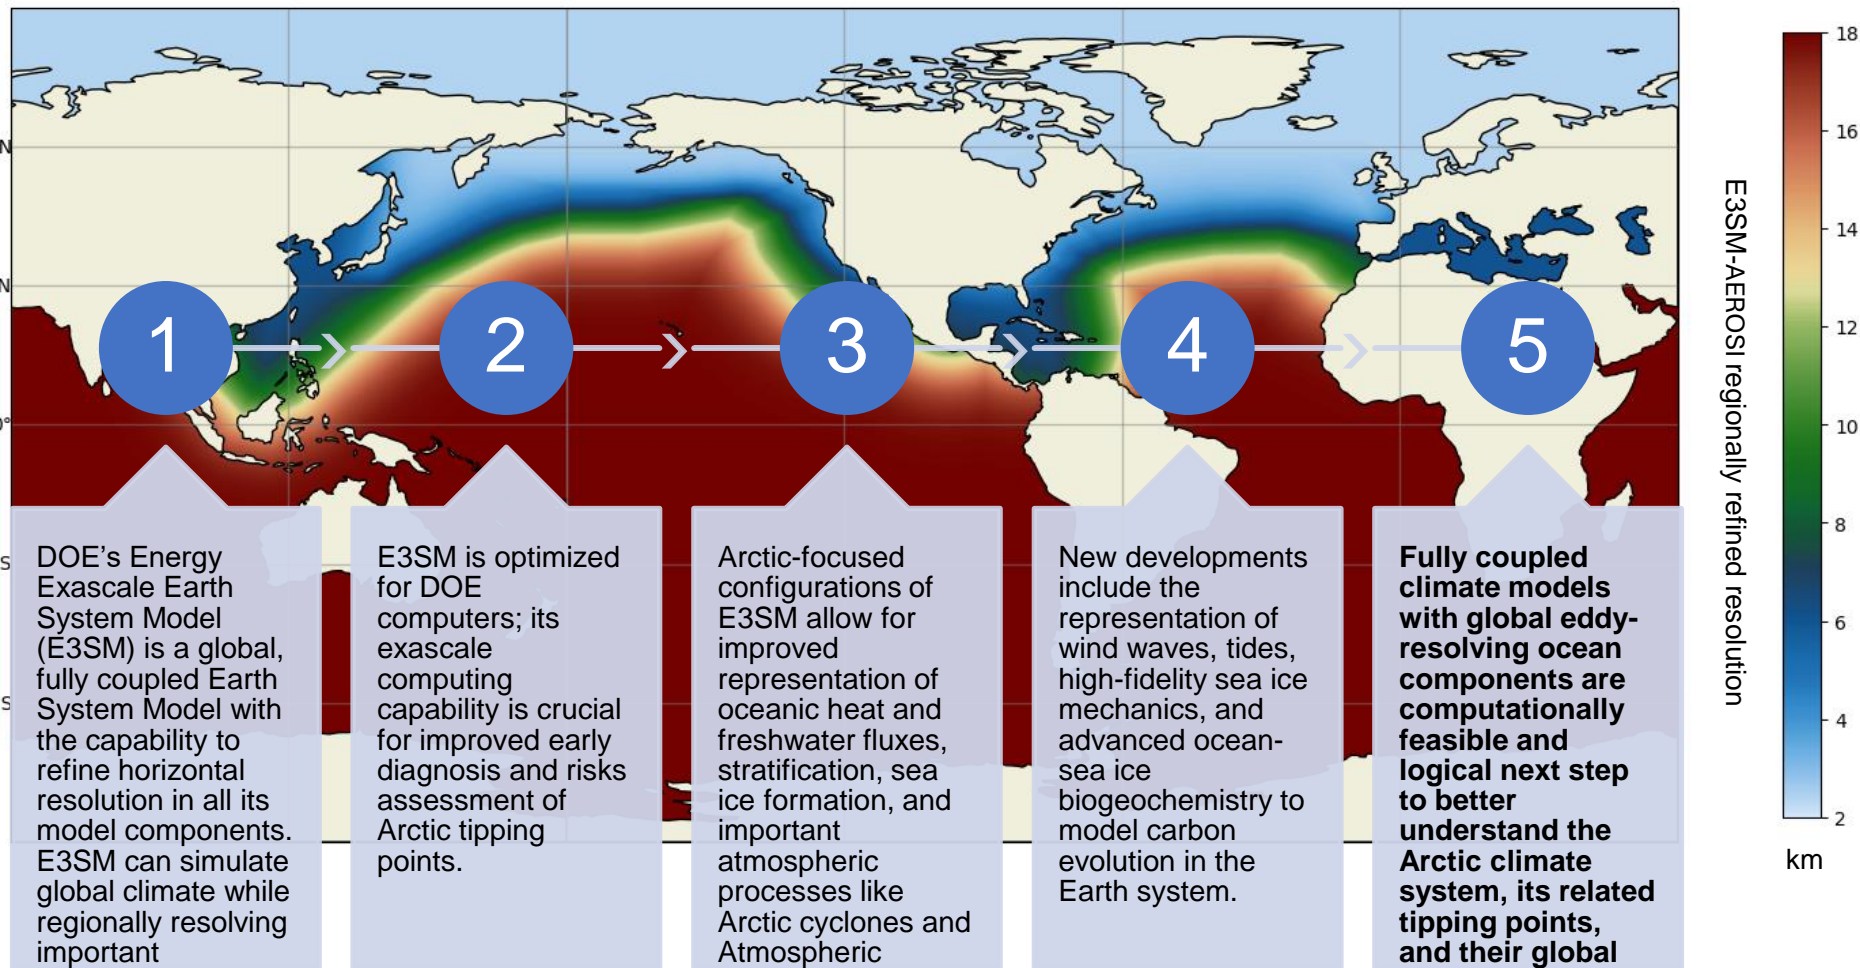 18
16
14
12
10
8
6
4
2
km
E3SM-AEROSI regionally refined resolution
N
N
0°
S
S
1
2
3
4
5
DOE's Energy
Exascale Earth
System Model
(E3SM) is a global,
fully coupled Earth
System Model with
the capability to
refine horizontal
resolution in all its
model components.
E3SM can simulate
global climate while
regionally resolving
important
E3SM is optimized
for DOE
computers; its
exascale
computing
capability is crucial
for improved early
diagnosis and risks
assessment of
Arctic tipping
points.
Arctic-focused
configurations of
E3SM allow for
improved
representation of
oceanic heat and
freshwater fluxes,
stratification, sea
ice formation, and
important
atmospheric
processes like
Arctic cyclones and
Atmospheric
New developments
include the
representation of
wind waves, tides,
high-fidelity sea ice
mechanics, and
advanced ocean-
sea ice
biogeochemistry to
model carbon
evolution in the
Earth system.
Fully coupled
climate models
with global eddy-
resolving ocean
components are
computationally
feasible and
logical next step
to better
understand the
Arctic climate
system, its related
tipping points,
and their global